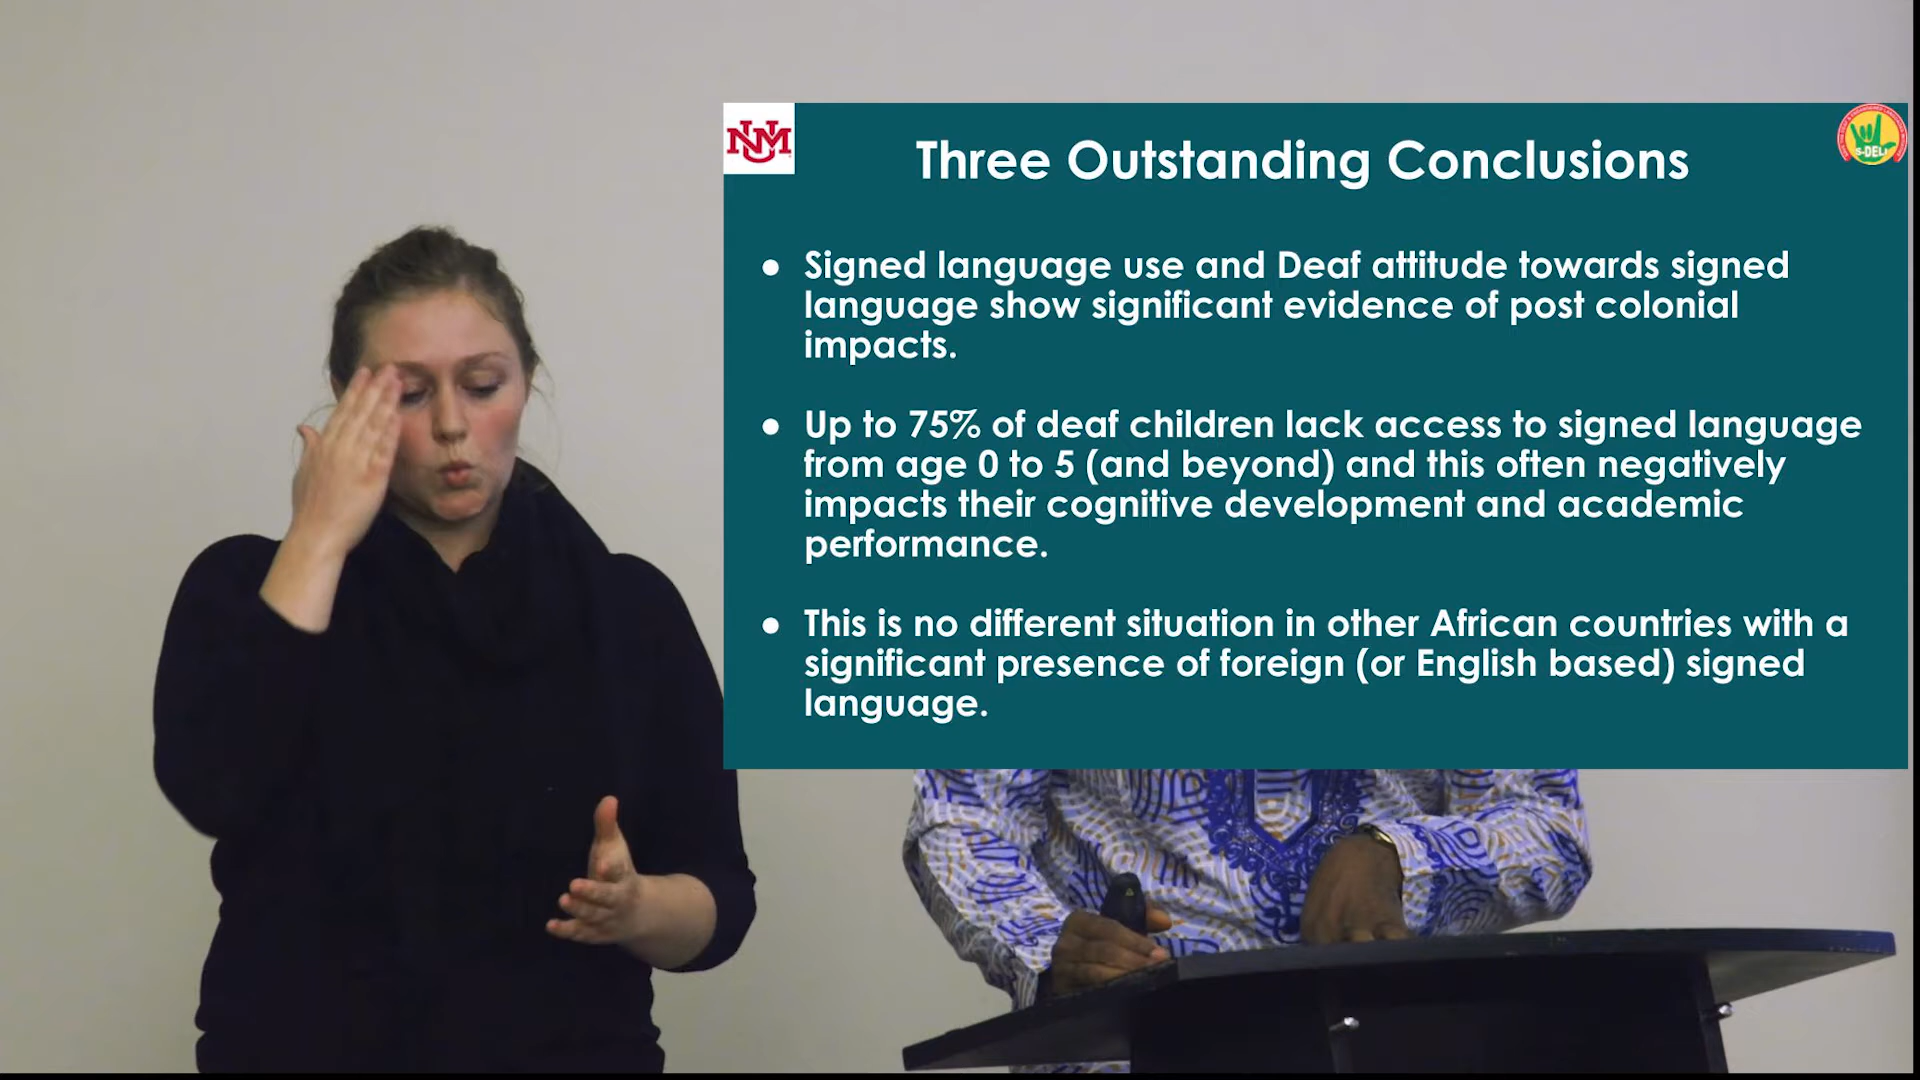 UNM
Three Outstanding Conclusions
S-DELI
● Signed language use and Deaf attitude towards signed
language show significant evidence of post colonial
impacts.
● Up to 75% of deaf children lack access to signed language
from age 0 to 5 (and beyond) and this often negatively
impacts their cognitive development and academic
performance.
● This is no different situation in other African countries with a
significant presence of foreign (or English based) signed
language.